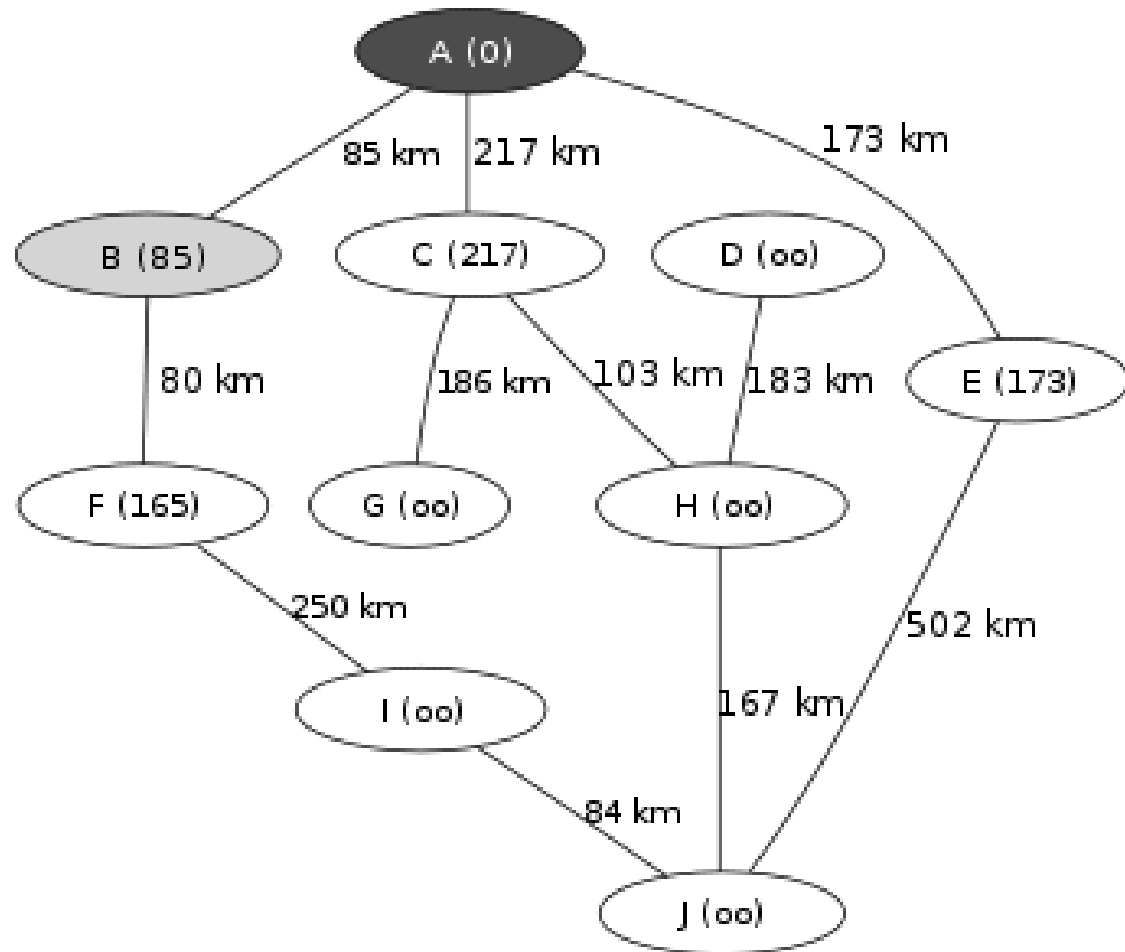 A (0)
85 km
217 km
173 km
B (85)
C (217)
D (oo)
80 km
186 km
103 km
183 km
E (173)
F (165)
G (oo)
H (oo)
250 km
502 km
I (oo)
167 km
84 km
J (oo)